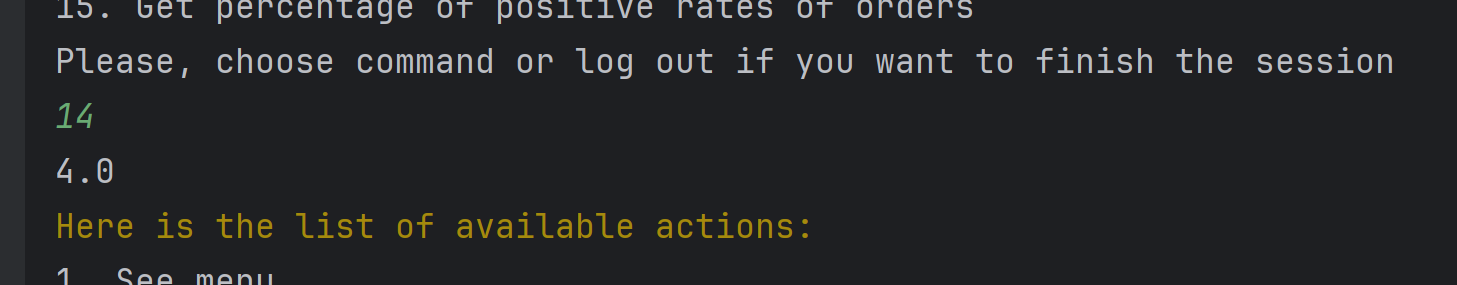 15. Get percentage of positive rates of orders
Please, choose command or log out if you want to finish the session
14
4.0
Here is the list of available actions:
1. See menu